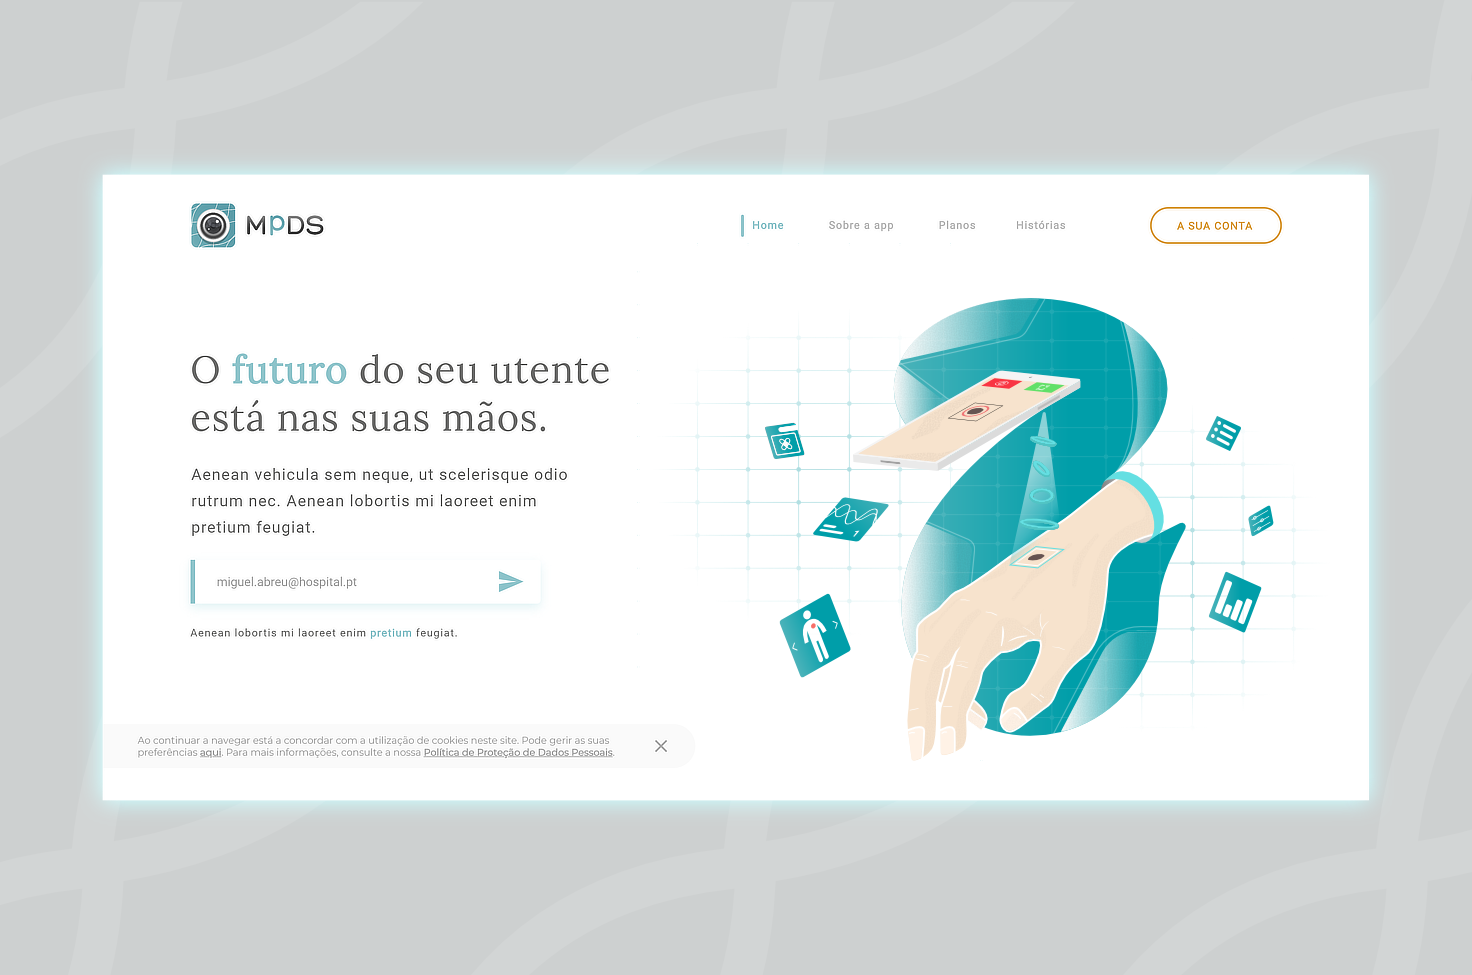 MpDS
Home
Sobre a app
Planos
Histórias
A SUA CONTA
O futuro do seu utente
está nas suas mãos.
Aenean vehicula sem neque, ut scelerisque odio
rutrum nec. Aenean lobortis mi laoreet enim
pretium feugiat.
miguel.abreu@hospital.pt
Aenean lobortis mi laoreet enim pretium feugiat.
Ao continuar a navegar está a concordar com a utilização de cookies neste site. Pode gerir as suas
preferências aqui. Para mais informações, consulte a nossa Política de Proteção de Dados Pessoais.
1